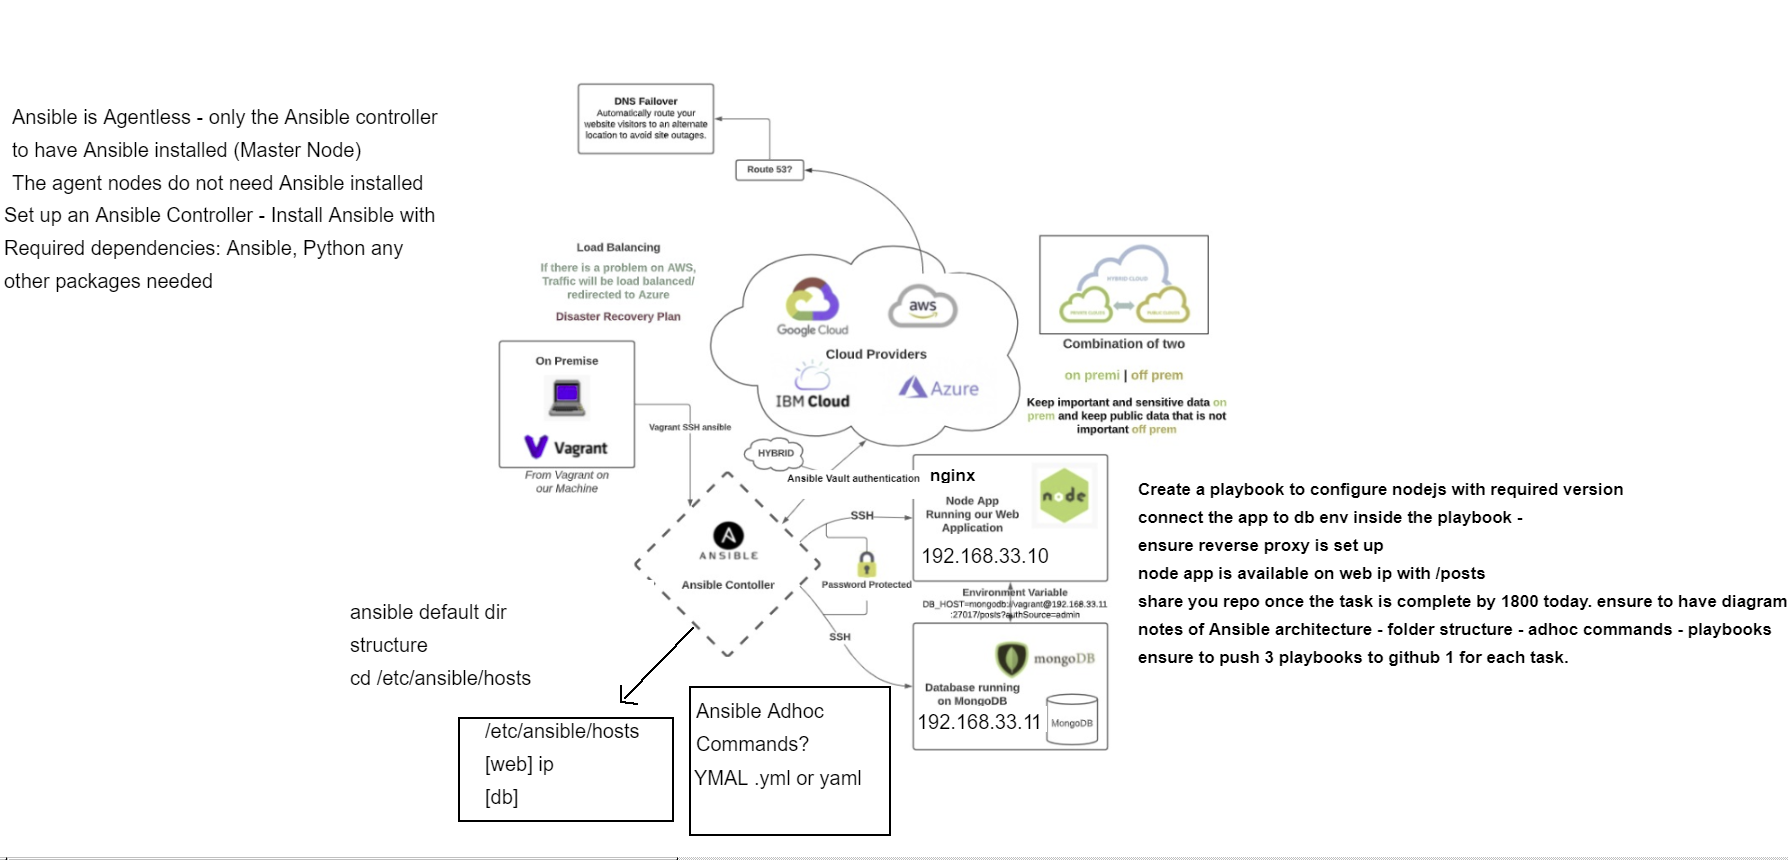 Ansible is Agentless - only the Ansible controller
to have Ansible installed (Master Node)
The agent nodes do not need Ansible installed
Set up an Ansible Controller - Install Ansible with
Required dependencies: Ansible, Python any
other packages needed
DNS Failover
Automatically route your
website visitors to an alternate
location to avoid site outages.
Route 53?
Load Balancing
If there is a problem on AWS,
Traffic will be load balanced/
redirected to Azure
Disaster Recovery Plan
Google Cloud
aws
Cloud Providers
IBM Cloud
Azure
HYBRID CLOUD
PRIVATE CLOUDS
PUBLIC CLOUDS
Combination of two
on premi | off prem
Keep important and sensitive data on
prem and keep public data that is not
important off prem
On Premise
Vagrant
From Vagrant on
our Machine
Vagrant SSH ansible
HYBRID
Ansible Vault authentication
ANSIBLE
Ansible Contoller
SSH
Password Protected
SSH
nginx
node
Node App
Running our Web
Application
192.168.33.10
Environment Variable
DB_HOST=mongodb://vagrant@192.168.33.11
:27017/posts?authSource=admin
mongoDB
Database running
on MongoDB
192.168.33.11
MongoDB
Create a playbook to configure nodejs with required version
connect the app to db env inside the playbook -
ensure reverse proxy is set up
node app is available on web ip with /posts
share you repo once the task is complete by 1800 today. ensure to have diagram
notes of Ansible architecture - folder structure - adhoc commands - playbooks
ensure to push 3 playbooks to github 1 for each task.
ansible default dir
structure
cd /etc/ansible/hosts
/etc/ansible/hosts
[web] ip
[db]
Ansible Adhoc
Commands?
YMAL .yml or yaml